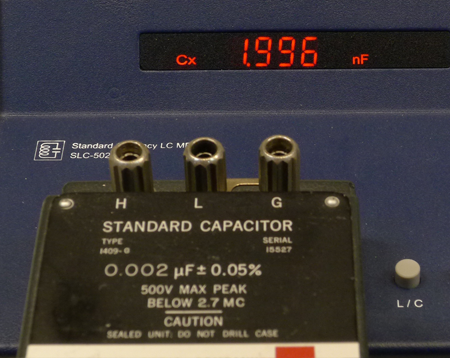 Cx 1.996 nF
Standard
LC
SLC-502
H L G
STANDARD CAPACITOR
TYPE SERIAL
1409-G 15527
0.002 µF ± 0.05%
500V MAX PEAK
BELOW 2.7 MC
CAUTION
SEALED UNIT: DO NOT DRILL CASE
L / C